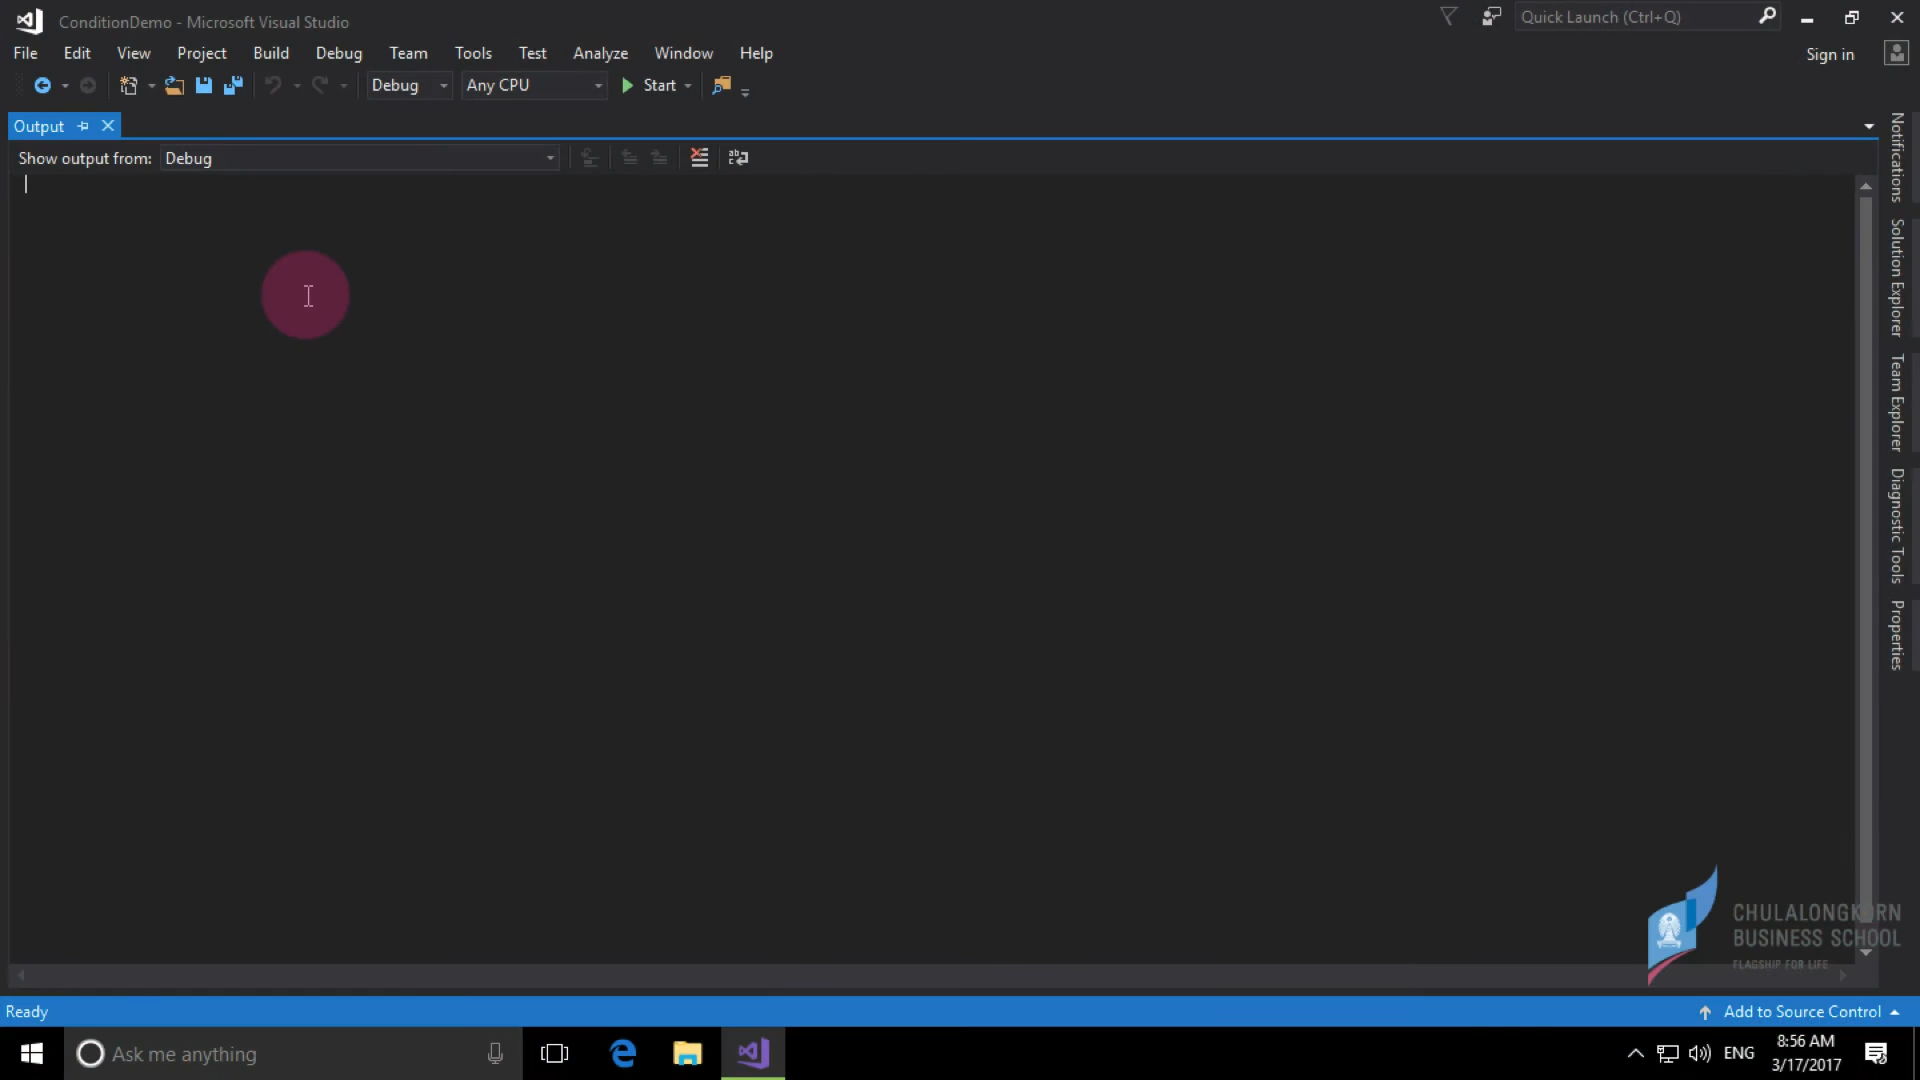 ConditionDemo - Microsoft Visual Studio
Quick Launch (Ctrl+Q)
File Edit View Project Build Debug Team Tools Test Analyze Window Help
Sign in
Debug Any CPU Start
Output
Show output from: Debug
Notifications
Solution Explorer
Team Explorer
Diagnostic Tools
Properties
CHULALONGKORN
BUSINESS SCHOOL
FLAGSHIP FOR LIFE
Ready
Add to Source Control
Ask me anything
ENG
8:56 AM
3/17/2017